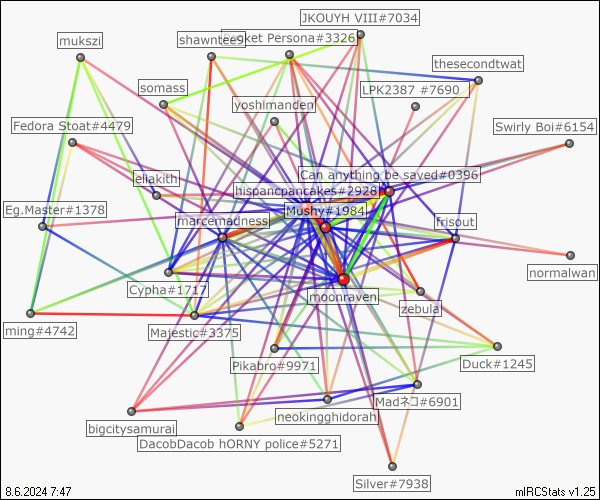 JKOUYH VIII#7034
mukszi
shawntee9
Persona#3326
thesecondtwat
somass
LPK2387 #7690
yoshimanden
Fedora Stoat#4479
Swirly Boi#6154
Can anything be saved#0396
eliakith
hispancpancakes#2928
Eg.Master#1378
marcemadness
Mushy#1984
frisout
normalwan
Cypha#1717
moonraven
zebula
ming#4742
Majestic#3375
Pikabro#9971
Duck#1245
Madネコ#6901
neokingghidorah
bigcitysamurai
DacobDacob hORNY police#5271
Silver#7938
8.6.2024 7:47
mIRCStats v1.25